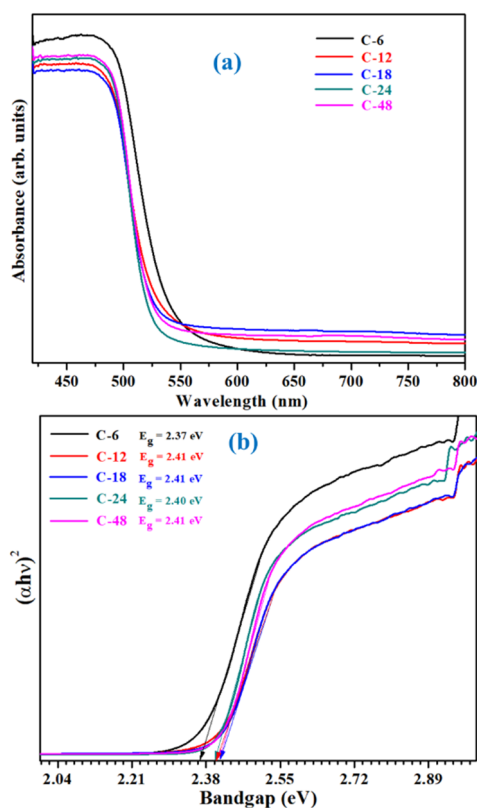 (a)
C-6
C-12
C-18
C-24
C-48
Absorbance (arb. units)
450 500 550 600 650 700 750 800
Wavelength (nm)
(b)
C-6 Eg = 2.37 eV
C-12 Eg = 2.41 eV
C-18 Eg = 2.41 eV
C-24 Eg = 2.40 eV
C-48 Eg = 2.41 eV
(αhν)²
2.04 2.21 2.38 2.55 2.72 2.89
Bandgap (eV)